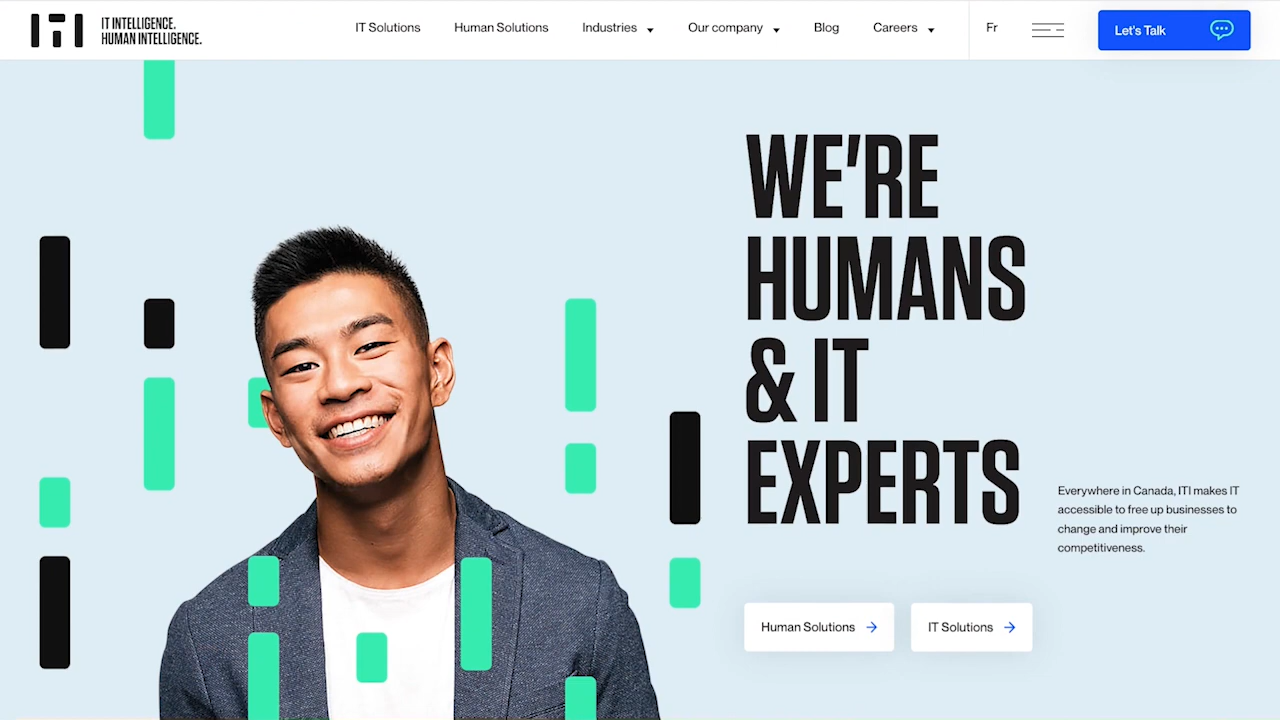 ITI
IT INTELLIGENCE.
HUMAN INTELLIGENCE.
IT Solutions
Human Solutions
Industries
Our company
Blog
Careers
Fr
Let's Talk
WE'RE
HUMANS
& IT
EXPERTS
Everywhere in Canada, ITI makes IT
accessible to free up businesses to
change and improve their
competitiveness.
Human Solutions
IT Solutions